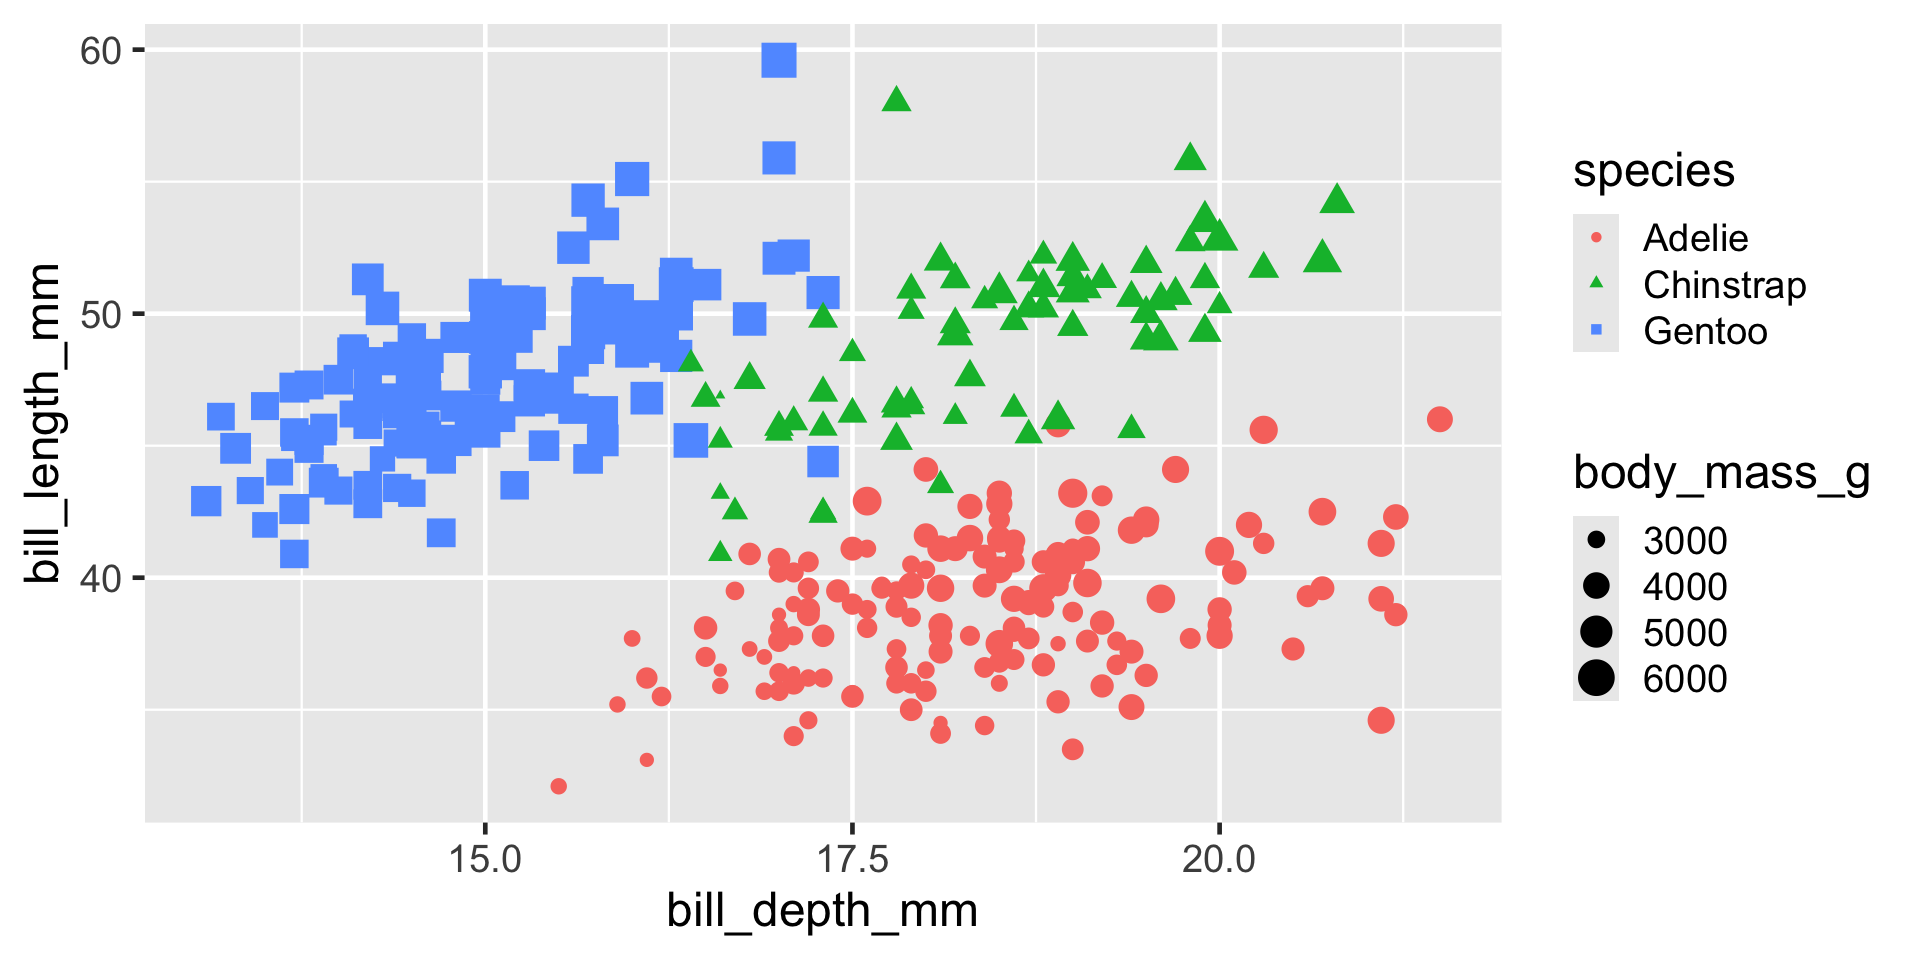 60
50
40
bill_length_mm
15.0 17.5 20.0
bill_depth_mm
species
Adelie
Chinstrap
Gentoo
body_mass_g
3000
4000
5000
6000